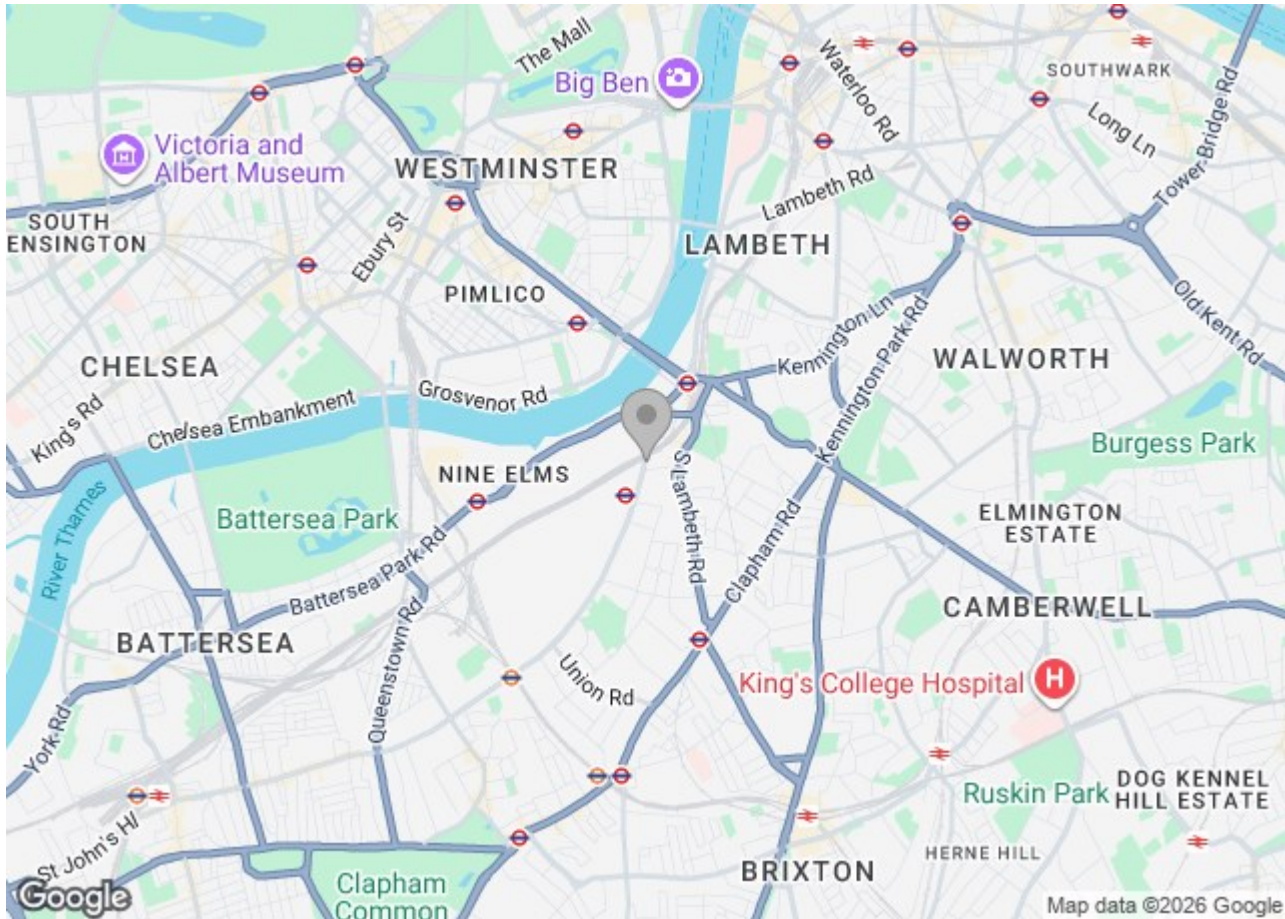 The Mall
Big Ben
Waterloo Rd
SOUTHWARK
Long Ln
Tower Bridge Rd
Victoria and
Albert Museum
WESTMINSTER
Lambeth Rd
SOUTH
ENSINGTON
Ebury St
LAMBETH
PIMLICO
Old Kent Rd
Kennington Ln
CHELSEA
Grosvenor Rd
Kennington Park Rd
WALWORTH
King's Rd
Chelsea Embankment
Burgess Park
NINE ELMS
S Lambeth Rd
Battersea Park
ELMINGTON
ESTATE
River Thames
Clapham Rd
Battersea Park Rd
CAMBERWELL
BATTERSEA
Queenstown Rd
Union Rd
King's College Hospital
H
York Rd
Ruskin Park
DOG KENNEL
HILL ESTATE
St John's H
BRIXTON
HERNE HILL
Clapham
Common
Google
Map data ©2026 Google